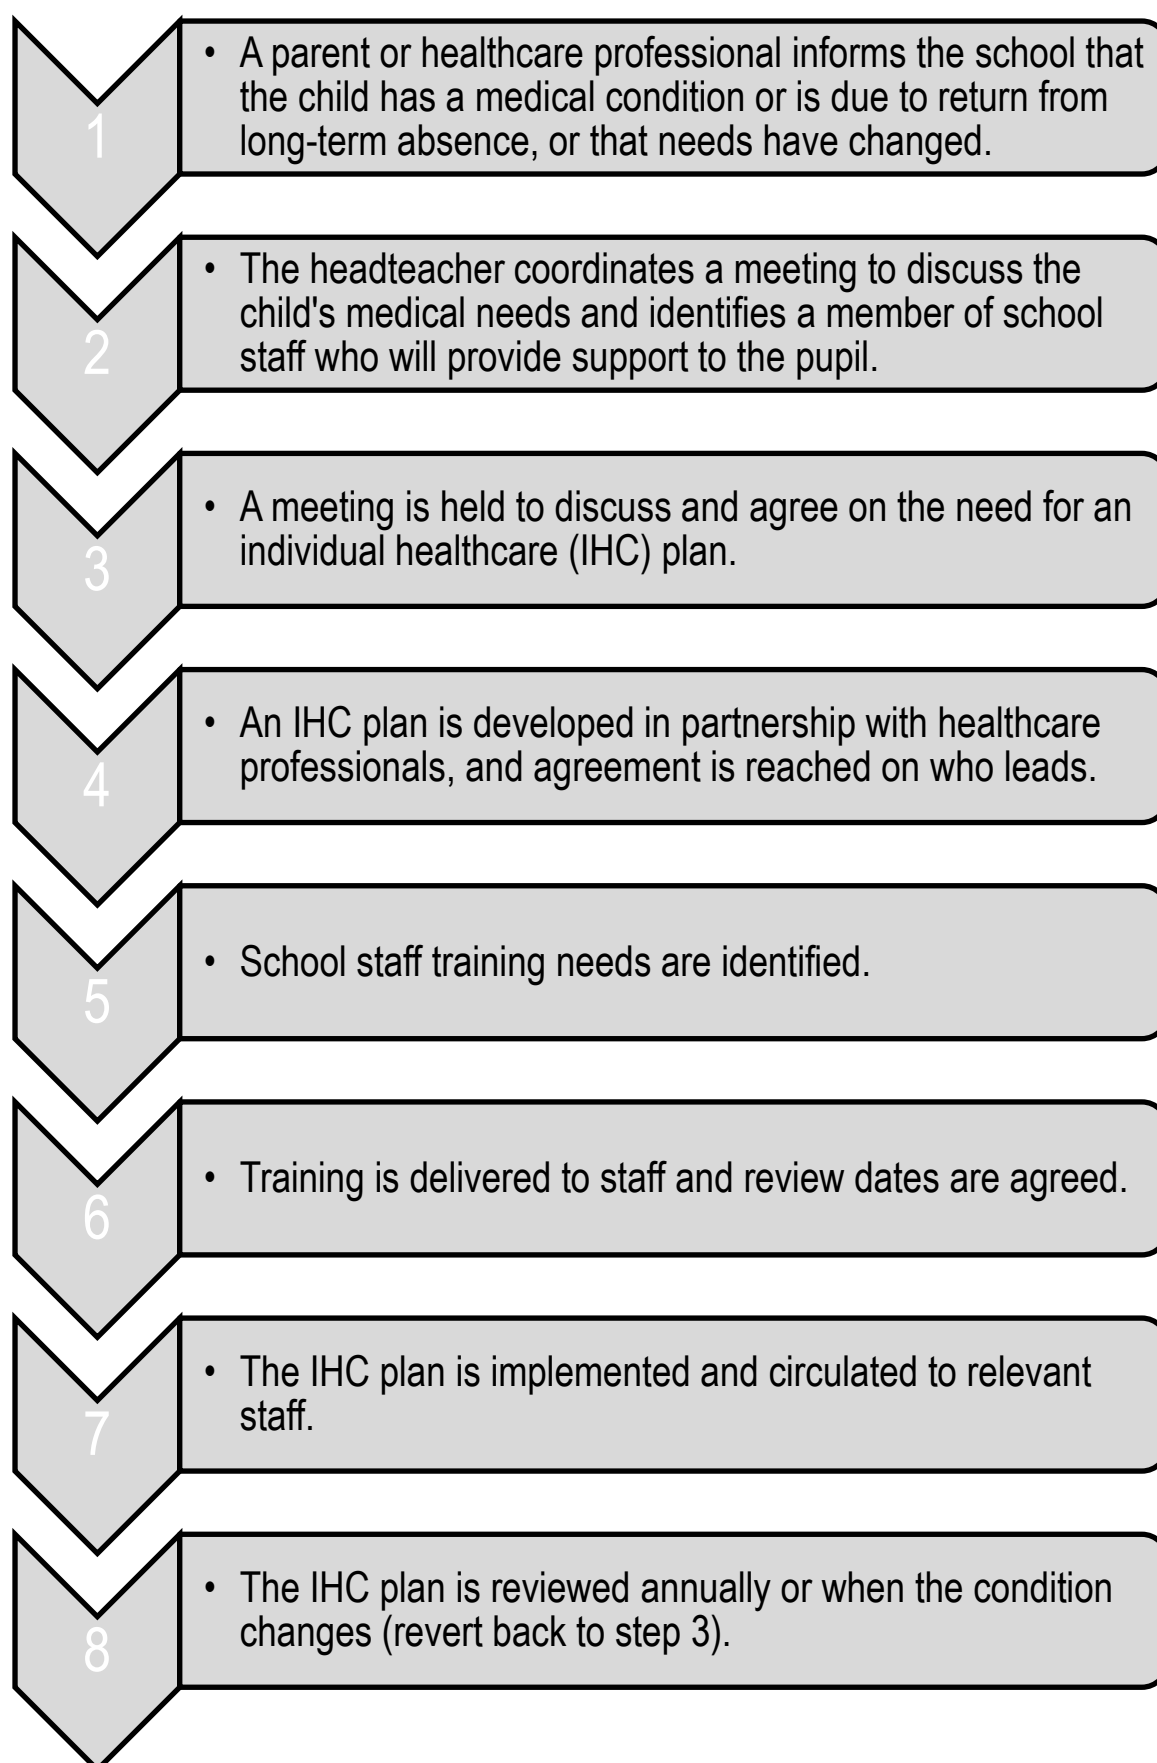 1
• A parent or healthcare professional informs the school that
the child has a medical condition or is due to return from
long-term absence, or that needs have changed.
2
• The headteacher coordinates a meeting to discuss the
child's medical needs and identifies a member of school
staff who will provide support to the pupil.
3
• A meeting is held to discuss and agree on the need for an
individual healthcare (IHC) plan.
4
• An IHC plan is developed in partnership with healthcare
professionals, and agreement is reached on who leads.
5
• School staff training needs are identified.
6
• Training is delivered to staff and review dates are agreed.
7
• The IHC plan is implemented and circulated to relevant
staff.
8
• The IHC plan is reviewed annually or when the condition
changes (revert back to step 3).